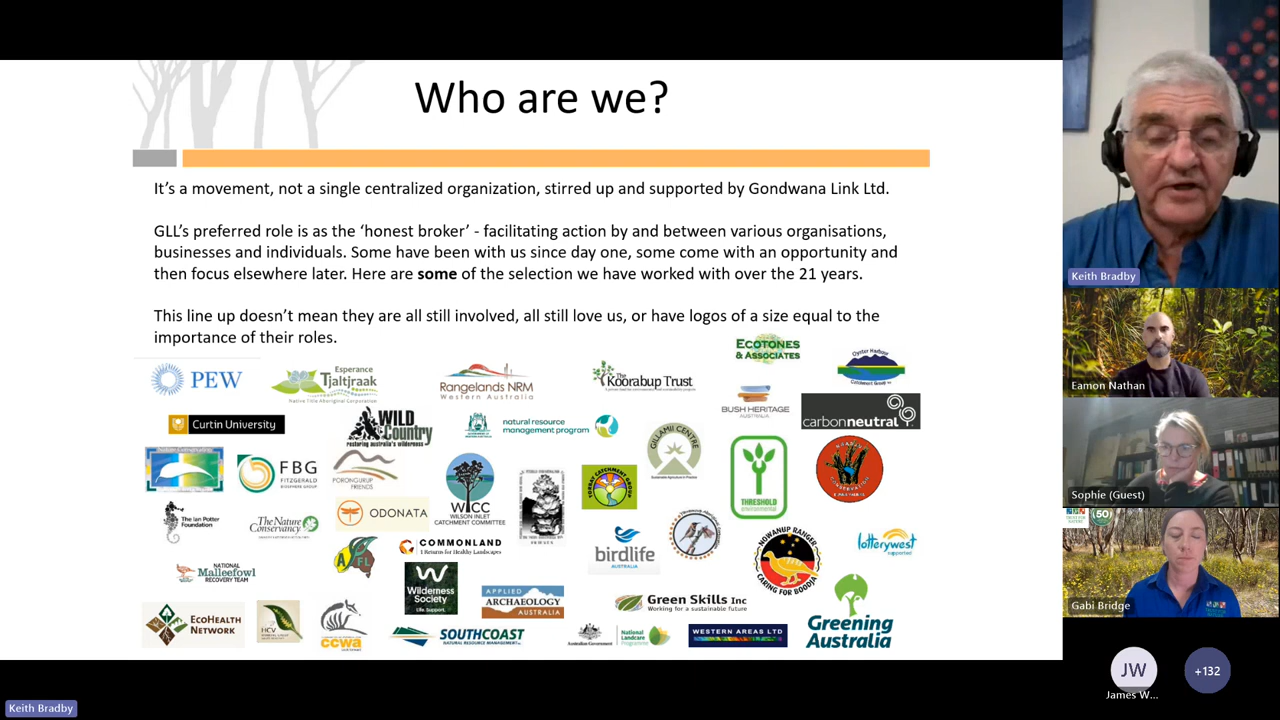 Who are we?
It's a movement, not a single centralized organization, stirred up and supported by Gondwana Link Ltd.
GLL's preferred role is as the 'honest broker' - facilitating action by and between various organisations,
businesses and individuals. Some have been with us since day one, some come with an opportunity and
then focus elsewhere later. Here are some of the selection we have worked with over the 21 years.
This line up doesn't mean they are all still involved, all still love us, or have logos of a size equal to the
importance of their roles.
ECOTONES
& ASSOCIATES
Oyster Harbour
Catchment Group
PEW
Esperance
Tjaltjraak
Native Title Aboriginal Corporation
Rangelands NRM
Western Australia
The
Koorabup Trust
BUSH HERITAGE
AUSTRALIA
carbonneutral
Curtin University
WILD
Country
restoring australia's wilderness
natural resource
management program
GILLAMII CENTRE
Sustainable Agriculture in Practice
FBG
FITZGERALD
BIOSPHERE GROUP
PORONGURUP
FRIENDS
WICC
WILSON INLET
CATCHMENT COMMITTEE
TORBAY CATCHMENT GROUP
THRESHOLD
environmental
CONSERVATION
The Ian Potter
Foundation
The Nature
Conservancy
ODONATA
FRIENDS
COMMONLAND
Returns for Healthy Landscapes
birdlife
AUSTRALIA
NOWANUP RANGER
CARING FOR BOODJA
lotterywest
supported
NATIONAL
Malleefowl
RECOVERY TEAM
A
FL
Wilderness
Society
Life. Support.
APPLIED
ARCHAEOLOGY
AUSTRALIA
Green Skills Inc
Working for a sustainable future
EcoHealth
Network
HCV
ccwa
SOUTHCOAST
NATURAL RESOURCE MANAGEMENT
Australian Government
National
Landcare
Programme
WESTERN AREAS LTD
Greening
Australia
Keith Bradby
Eamon Nathan
Sophie (Guest)
50
Gabi Bridge
JW
James W...
+132
Keith Bradby